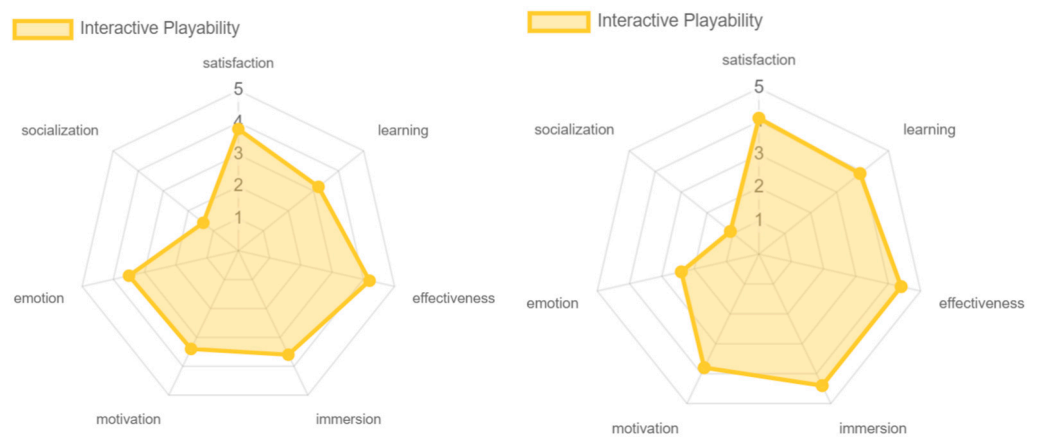 Interactive Playability
satisfaction
5
socialization
learning
4
3
2
1
emotion
effectiveness
motivation
immersion
Interactive Playability
satisfaction
5
socialization
learning
3
2
1
emotion
effectiveness
motivation
immersion